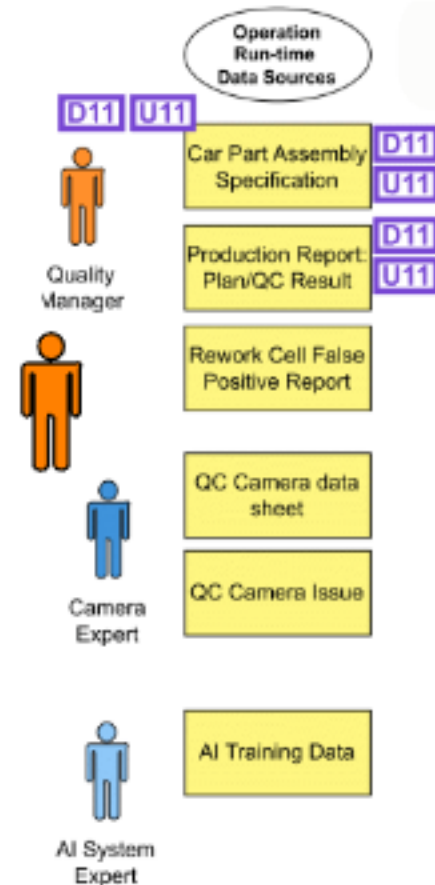 Operation
Run-time
Data Sources
D11 U11
Car Part Assembly
Specification
D11
U11
Quality
Manager
Production Report:
Plan/QC Result
D11
U11
Rework Cell False
Positive Report
QC Camera data
sheet
Camera
Expert
QC Camera Issue
AI Training Data
AI System
Expert